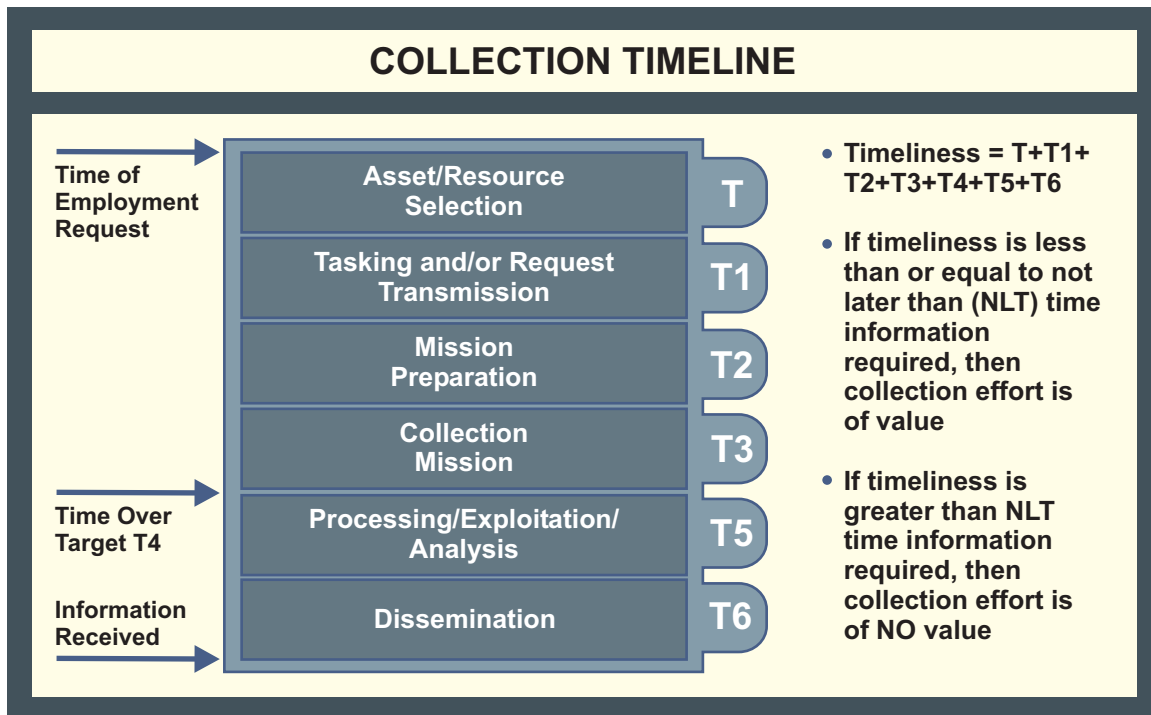 COLLECTION TIMELINE
Time of
Employment
Request
Asset/Resource
Selection
T
Tasking and/or Request
Transmission
T1
Mission
Preparation
T2
Collection
Mission
T3
Time Over
Target T4
Processing/Exploitation/
Analysis
T5
Information
Received
Dissemination
T6
• Timeliness = T+T1+
T2+T3+T4+T5+T6
• If timeliness is less
than or equal to not
later than (NLT) time
information
required, then
collection effort is
of value
• If timeliness is
greater than NLT
time information
required, then
collection effort is
of NO value